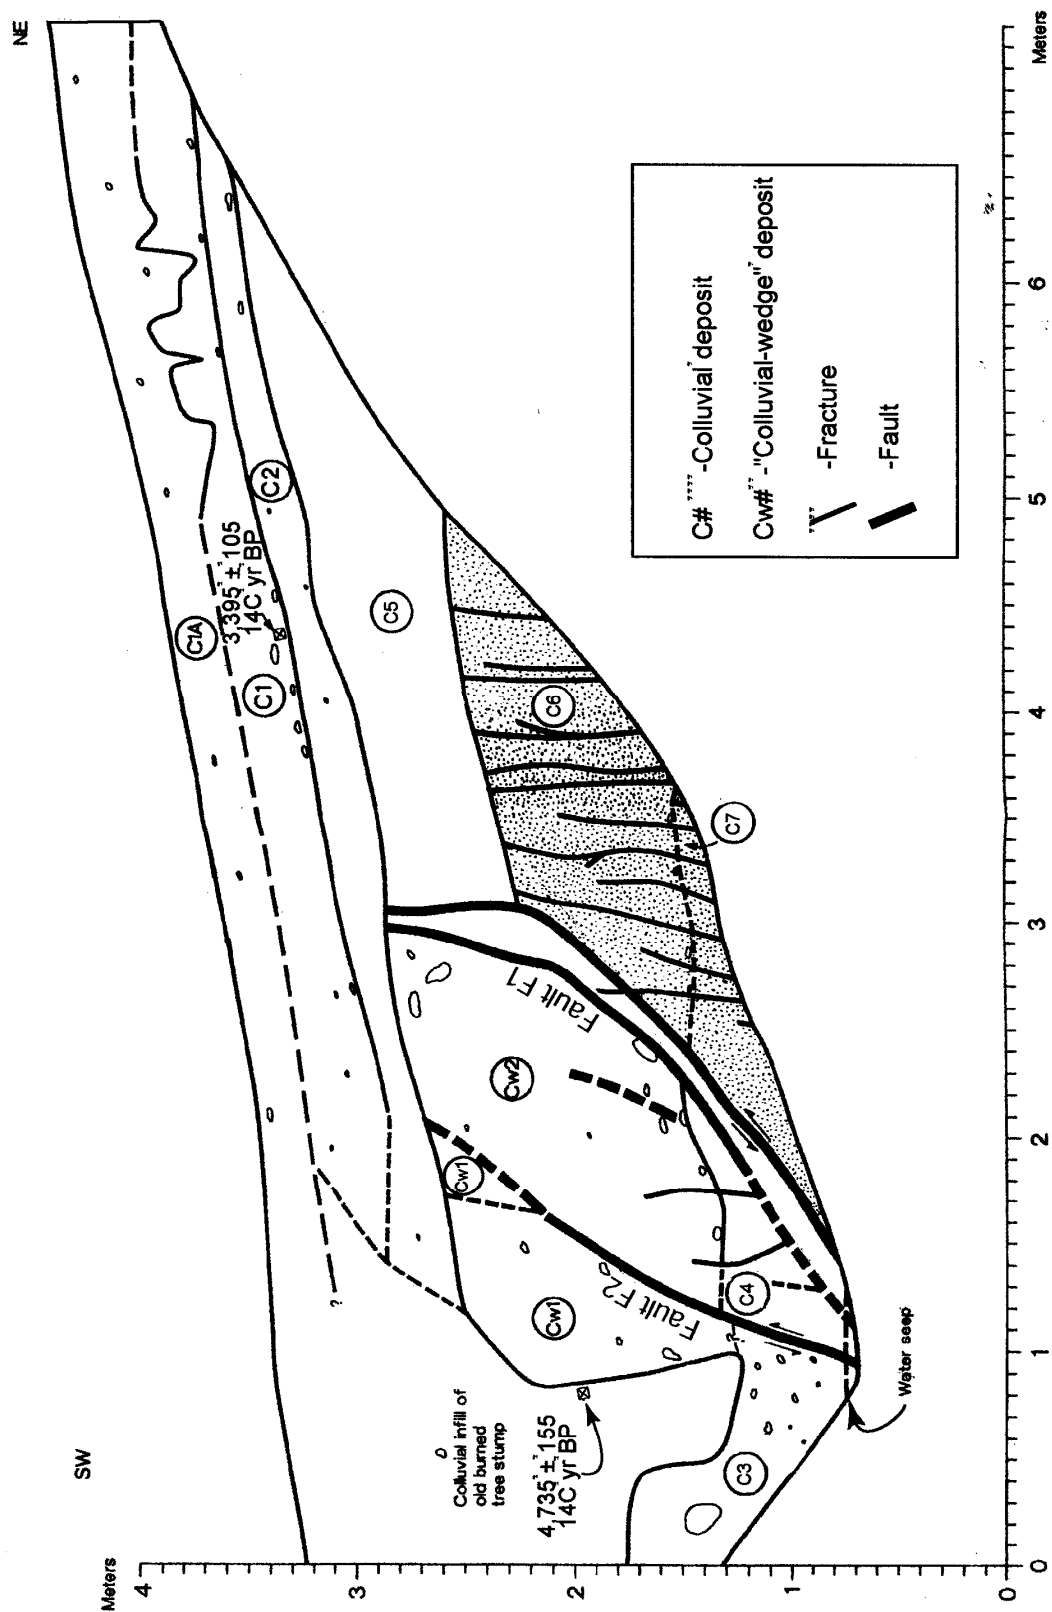 SW
NE
Meters
4
3
2
1
0
C1A
3,395 ± 105
14C yr BP
C1
C2
C5
C6
C7
Cw1
Cw2
Cw1
Fault F1
Fault F2
C4
C3
?
?
Colluvial infill of
old burned
tree stump
4,735 ± 155
14C yr BP
Water seep
C# -Colluvial deposit
Cw# -"Colluvial-wedge" deposit
-Fracture
-Fault
0
1
2
3
4
5
6
Meters